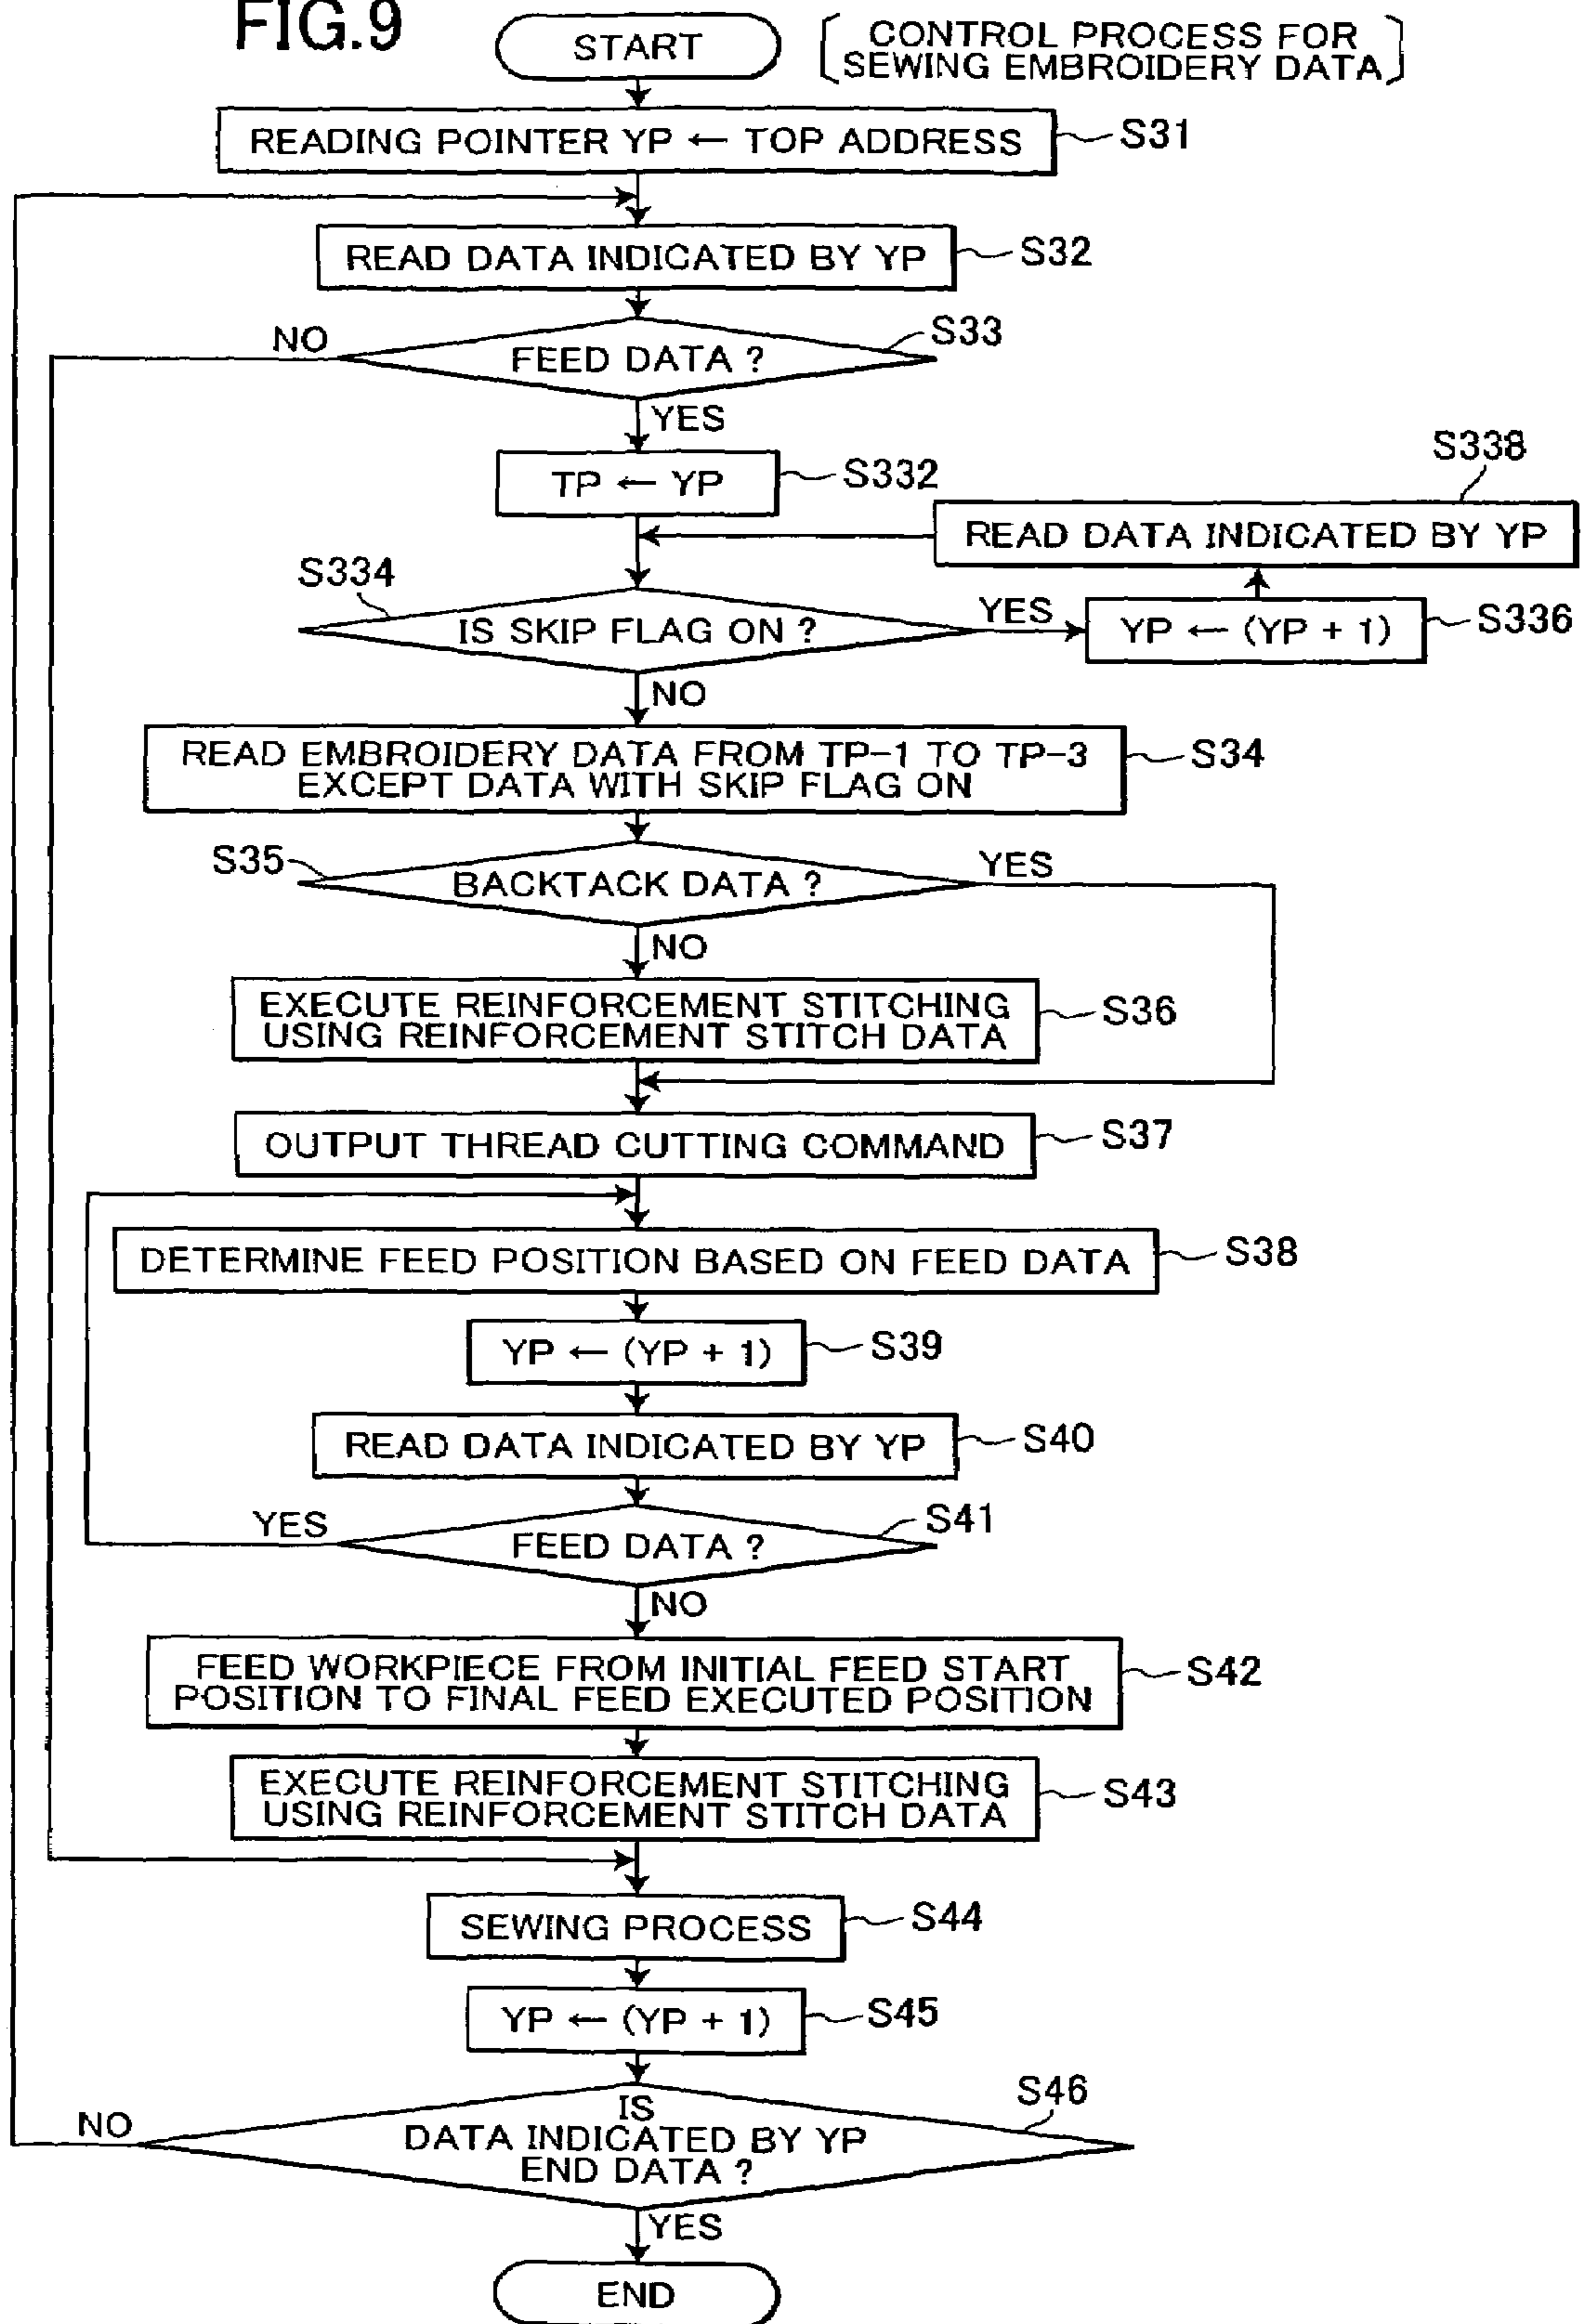 FIG.9
START
CONTROL PROCESS FOR
SEWING EMBROIDERY DATA
READING POINTER YP ← TOP ADDRESS
S31
READ DATA INDICATED BY YP
S32
NO
FEED DATA ?
S33
YES
TP ← YP
S332
S338
READ DATA INDICATED BY YP
S334
IS SKIP FLAG ON ?
YES
YP ← (YP + 1)
S336
NO
READ EMBROIDERY DATA FROM TP-1 TO TP-3
EXCEPT DATA WITH SKIP FLAG ON
S34
S35
BACKTACK DATA ?
YES
NO
EXECUTE REINFORCEMENT STITCHING
USING REINFORCEMENT STITCH DATA
S36
OUTPUT THREAD CUTTING COMMAND
S37
DETERMINE FEED POSITION BASED ON FEED DATA
S38
YP ← (YP + 1)
S39
READ DATA INDICATED BY YP
S40
YES
FEED DATA ?
S41
NO
FEED WORKPIECE FROM INITIAL FEED START
POSITION TO FINAL FEED EXECUTED POSITION
S42
EXECUTE REINFORCEMENT STITCHING
USING REINFORCEMENT STITCH DATA
S43
SEWING PROCESS
S44
YP ← (YP + 1)
S45
NO
IS
DATA INDICATED BY YP
END DATA ?
S46
YES
END